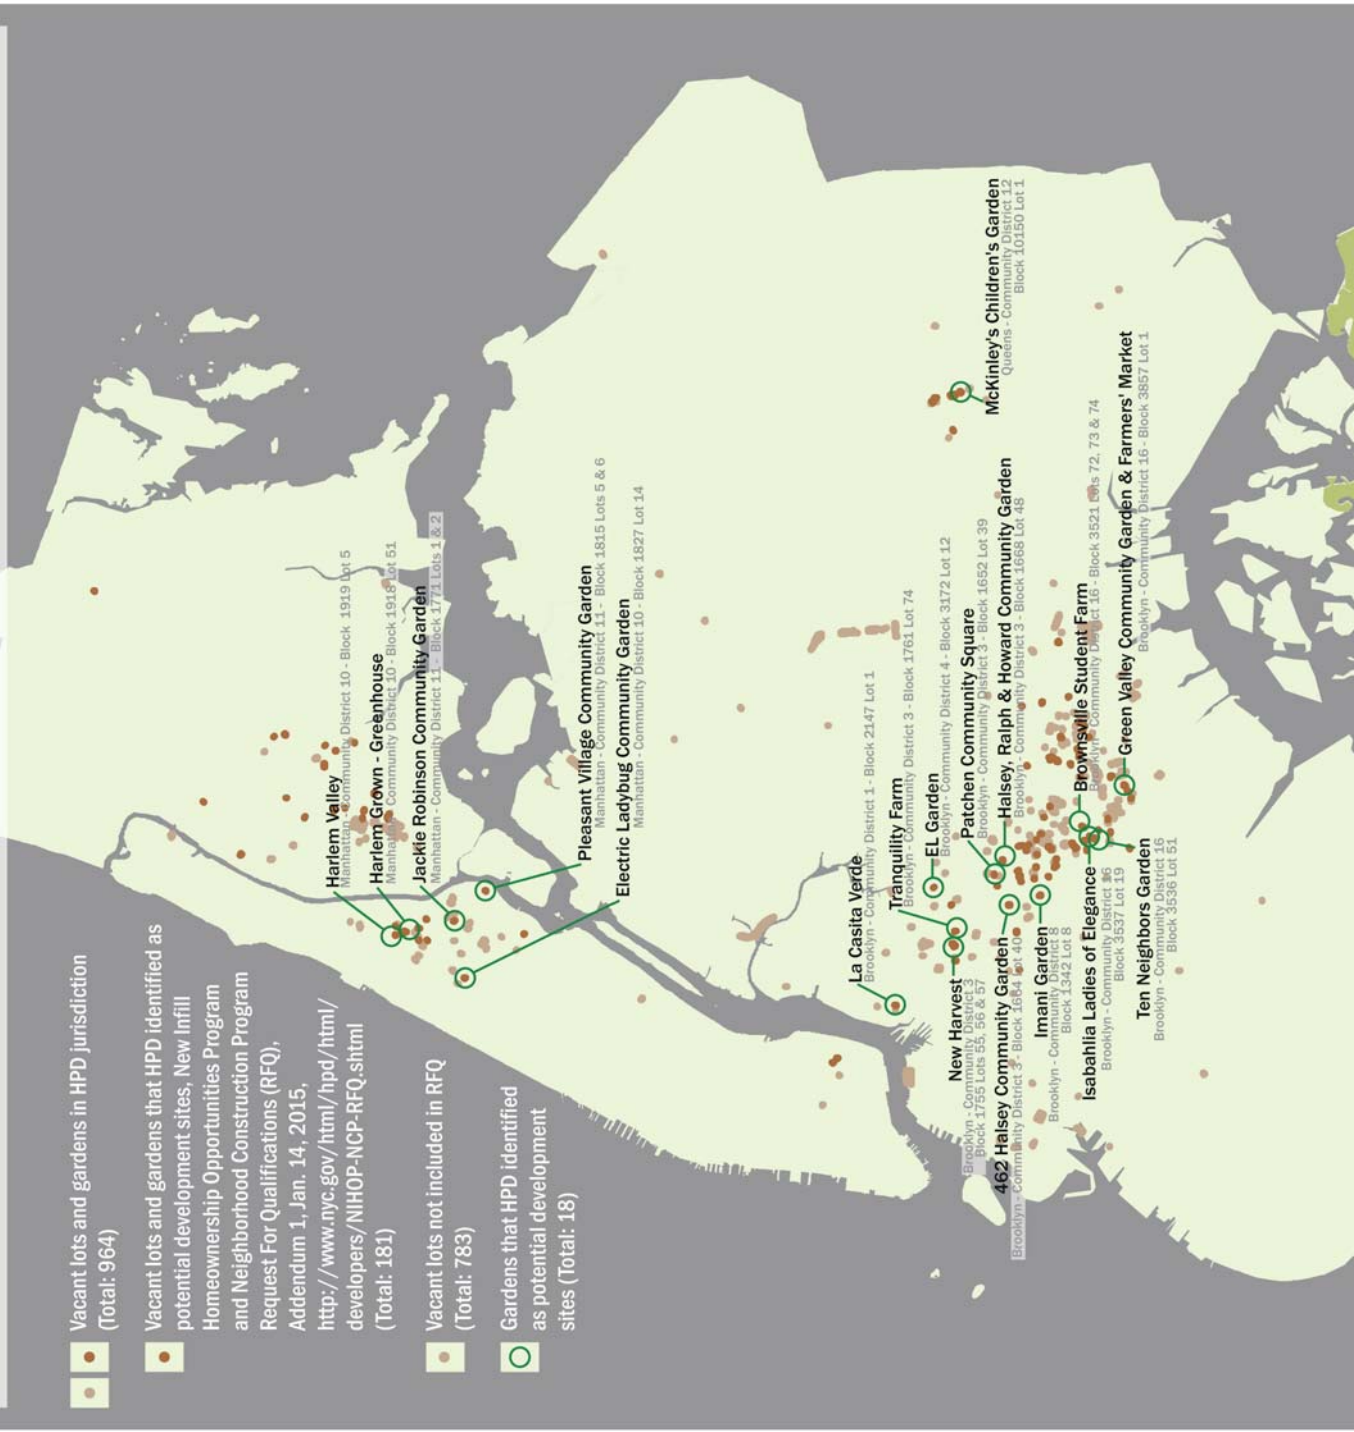 Vacant lots and gardens in HPD jurisdiction
(Total: 964)
Vacant lots and gardens that HPD identified as
potential development sites, New Infill
Homeownership Opportunities Program
and Neighborhood Construction Program
Request For Qualifications (RFQ),
Addendum 1, Jan. 14, 2015,
http://www.nyc.gov/html/hpd/html/
developers/NIHOP-NCP-RFQ.shtml
(Total: 181)
Vacant lots not included in RFQ
(Total: 783)
Gardens that HPD identified
as potential development
sites (Total: 18)
Harlem Valley
Manhattan - Community District 10 - Block 1919 Lot 5
Harlem Grown - Greenhouse
Manhattan - Community District 10 - Block 1918 Lot 51
Jackie Robinson Community Garden
Manhattan - Community District 11 - Block 1771 Lots 1 & 2
Pleasant Village Community Garden
Manhattan - Community District 11 - Block 1815 Lots 5 & 6
Electric Ladybug Community Garden
Manhattan - Community District 10 - Block 1827 Lot 14
La Casita Verde
Brooklyn - Community District 1 - Block 2147 Lot 1
Tranquility Farm
Brooklyn - Community District 3 - Block 1761 Lot 74
EL Garden
Brooklyn - Community District 4 - Block 3172 Lot 12
Patchen Community Square
Brooklyn - Community District 3 - Block 1652 Lot 39
Halsey, Ralph & Howard Community Garden
Brooklyn - Community District 3 - Block 1668 Lot 48
McKinley's Children's Garden
Queens - Community District 12
Block 10150 Lot 1
New Harvest
Brooklyn - Community District 3
Block 1755 Lots 55, 56 & 57
462 Halsey Community Garden
Brooklyn - Community District 3 - Block 1664 Lot 40
Imani Garden
Brooklyn - Community District 8
Block 1342 Lot 8
Brownsville Student Farm
Brooklyn - Community District 16 - Block 3521 Lots 72, 73 & 74
Isabahlia Ladies of Elegance
Brooklyn - Community District 16
Block 3537 Lot 19
Green Valley Community Garden & Farmers' Market
Brooklyn - Community District 16 - Block 3857 Lot 1
Ten Neighbors Garden
Brooklyn - Community District 16
Block 3536 Lot 51